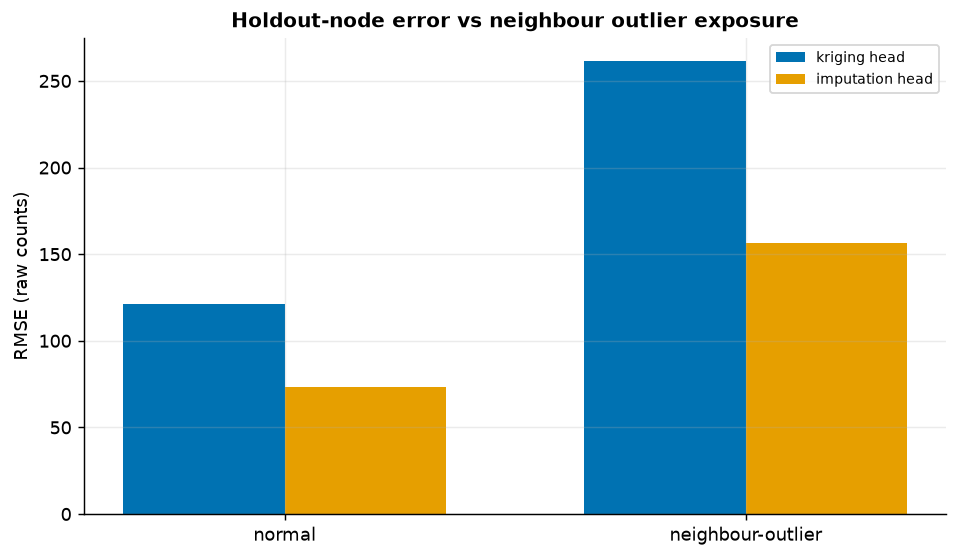 Holdout-node error vs neighbour outlier exposure
kriging head
imputation head
RMSE (raw counts)
250
200
150
100
50
0
normal
neighbour-outlier